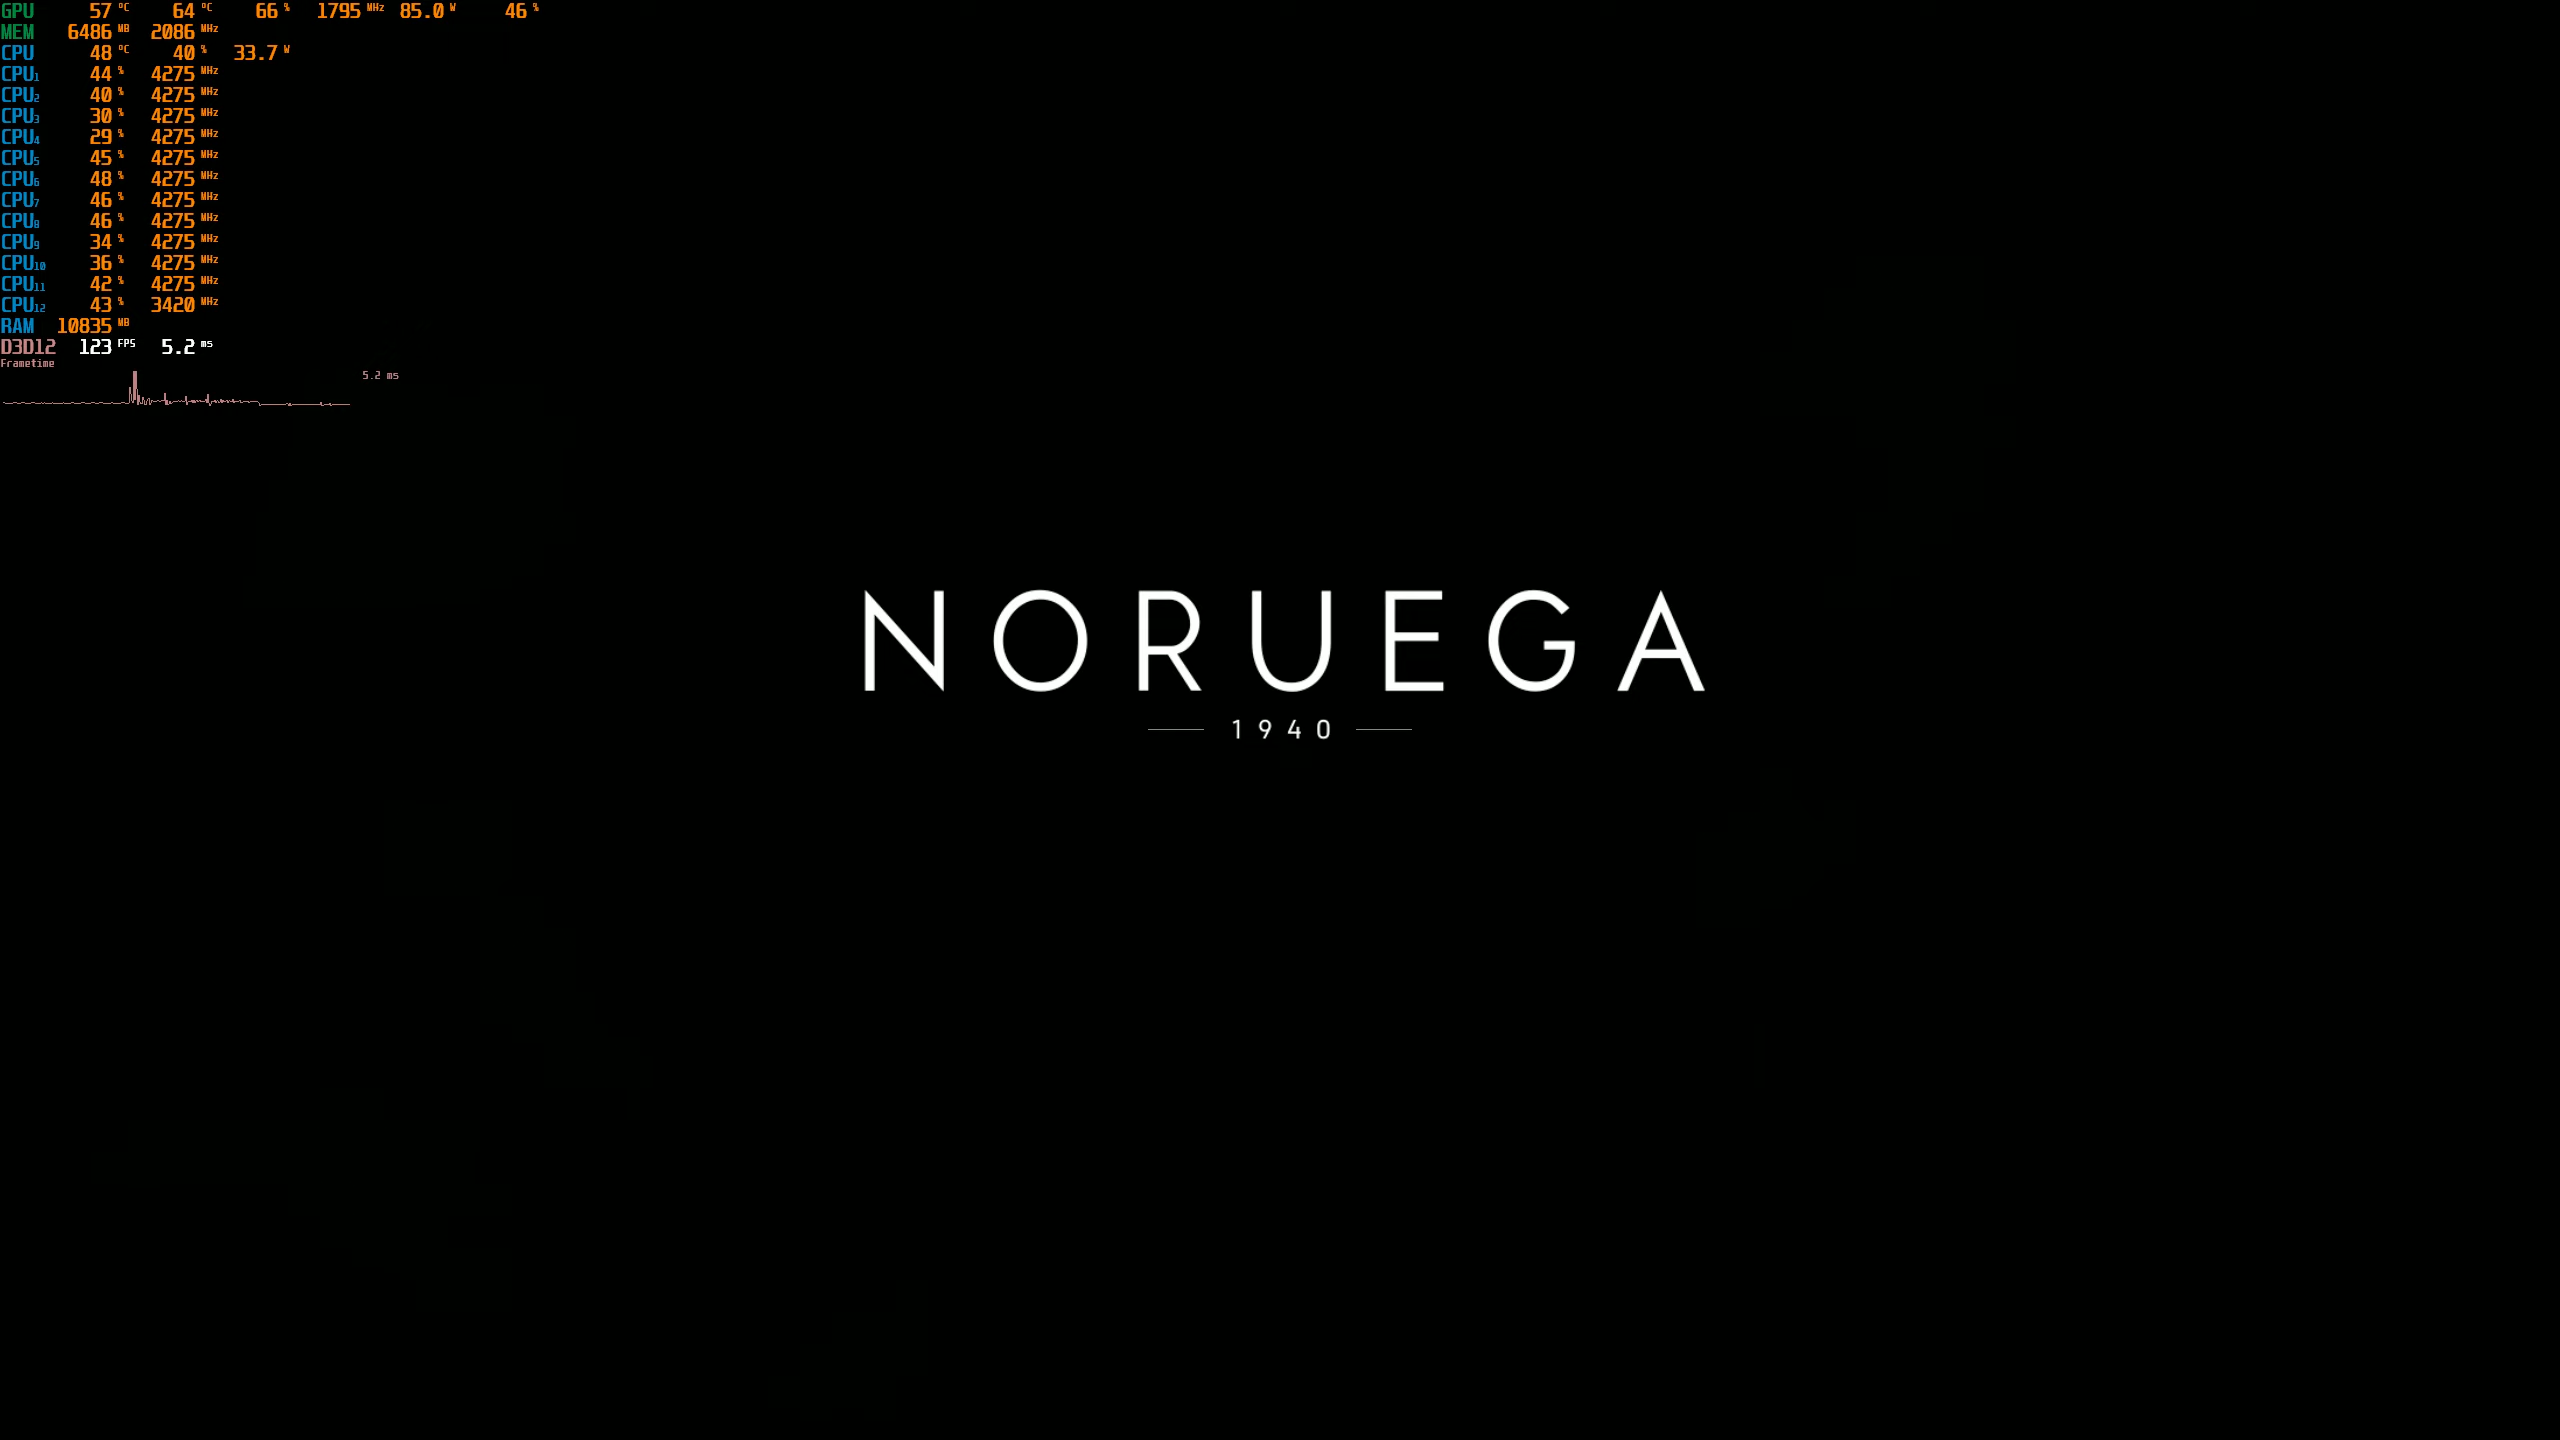 GPU 57 °C 64 °C 66 % 1795 MHz 85.0 W 46 %
MEM 6486 MB 2086 MHz
CPU 48 °C 40 % 33.7 W
CPU1 44 % 4275 MHz
CPU2 40 % 4275 MHz
CPU3 30 % 4275 MHz
CPU4 29 % 4275 MHz
CPU5 45 % 4275 MHz
CPU6 48 % 4275 MHz
CPU7 46 % 4275 MHz
CPU8 46 % 4275 MHz
CPU9 34 % 4275 MHz
CPU10 36 % 4275 MHz
CPU11 42 % 4275 MHz
CPU12 43 % 3420 MHz
RAM 10835 MB
D3D12 123 FPS 5.2 ms
Frametime
5.2 ms
NORUEGA
1940